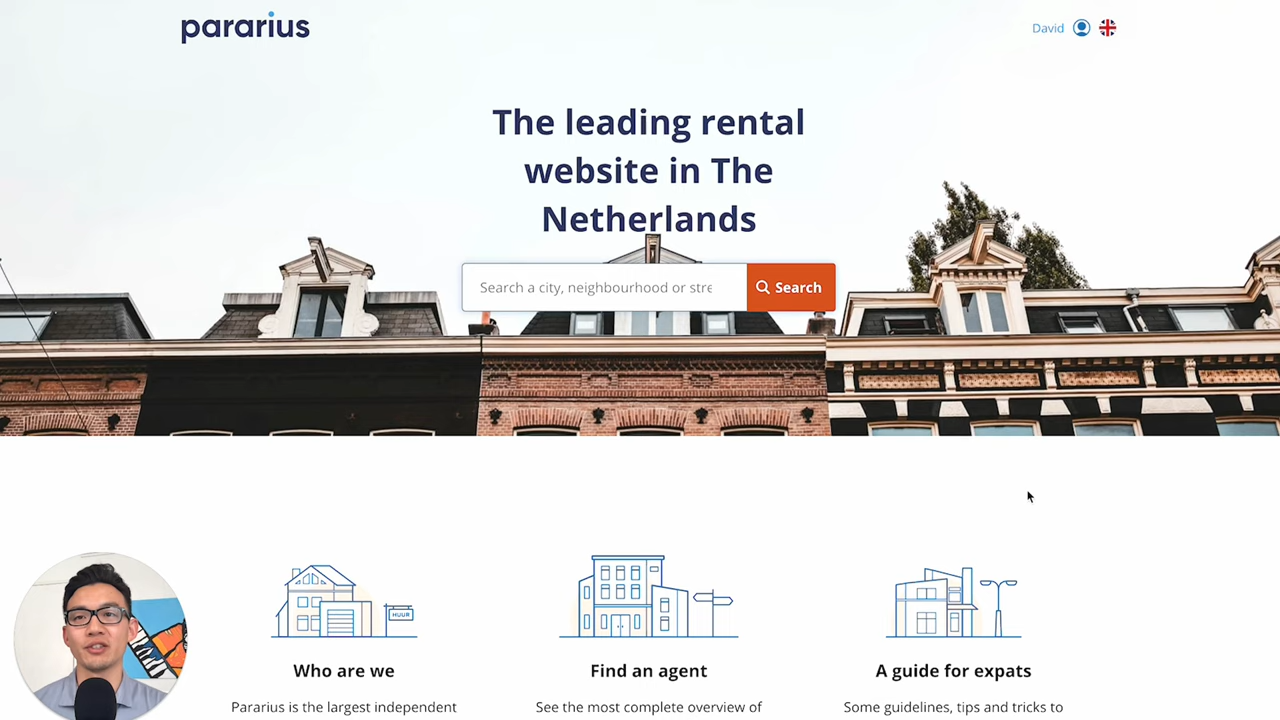 pararius
David
The leading rental
website in The
Netherlands
Search a city, neighbourhood or stre
Search
HUUR
Who are we
Find an agent
A guide for expats
Pararius is the largest independent
See the most complete overview of
Some guidelines, tips and tricks to